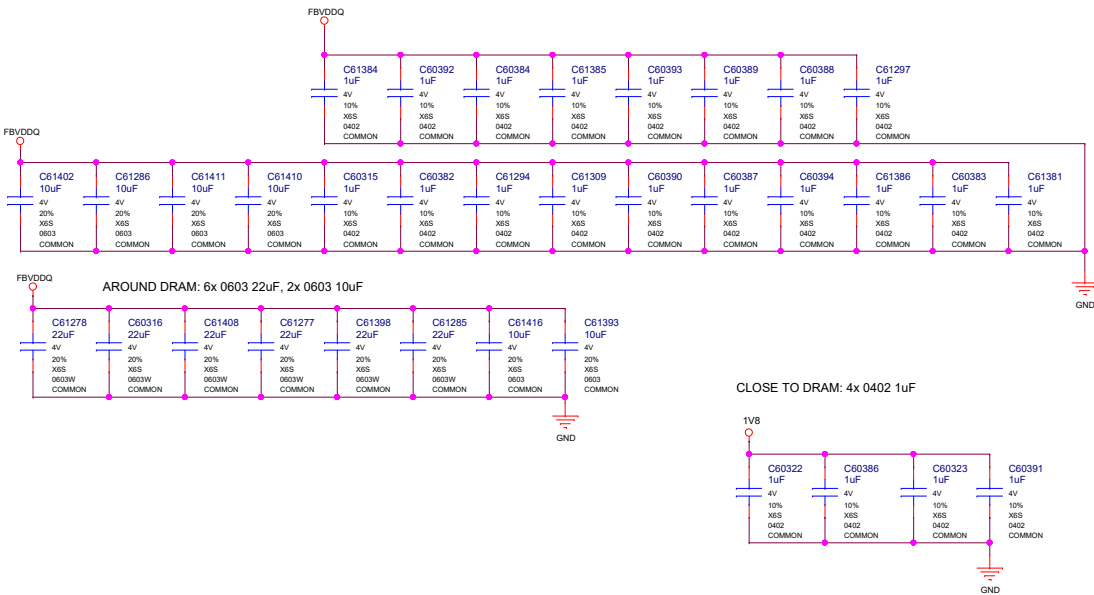 FBVDDQ
C61384 C60392 C60384 C61385 C60393 C60389 C60388 C61297
1uF 1uF 1uF 1uF 1uF 1uF 1uF 1uF
4V 4V 4V 4V 4V 4V 4V 4V
10% 10% 10% 10% 10% 10% 10% 10%
X6S X6S X6S X6S X6S X6S X6S X6S
0402 0402 0402 0402 0402 0402 0402 0402
COMMON COMMON COMMON COMMON COMMON COMMON COMMON COMMON
FBVDDQ
C61402 C61286 C61411 C61410 C60315 C60382 C61294 C61309 C60390 C60387 C60394 C61386 C60383 C61381
10uF 10uF 10uF 10uF 1uF 1uF 1uF 1uF 1uF 1uF 1uF 1uF 1uF 1uF
4V 4V 4V 4V 4V 4V 4V 4V 4V 4V 4V 4V 4V 4V
20% 20% 20% 20% 10% 10% 10% 10% 10% 10% 10% 10% 10% 10%
X6S X6S X6S X6S X6S X6S X6S X6S X6S X6S X6S X6S X6S X6S
0603 0603 0603 0603 0402 0402 0402 0402 0402 0402 0402 0402 0402 0402
COMMON COMMON COMMON COMMON COMMON COMMON COMMON COMMON COMMON COMMON COMMON COMMON COMMON COMMON
GND
FBVDDQ
AROUND DRAM: 6x 0603 22uF, 2x 0603 10uF
C61278 C60316 C61408 C61277 C61398 C61285 C61416 C61393
22uF 22uF 22uF 22uF 22uF 22uF 10uF 10uF
4V 4V 4V 4V 4V 4V 4V 4V
20% 20% 20% 20% 20% 20% 20% 20%
X6S X6S X6S X6S X6S X6S X6S X6S
0603W 0603W 0603W 0603W 0603W 0603W 0603 0603
COMMON COMMON COMMON COMMON COMMON COMMON COMMON COMMON
GND
CLOSE TO DRAM: 4x 0402 1uF
1V8
C60322 C60386 C60323 C60391
1uF 1uF 1uF 1uF
4V 4V 4V 4V
10% 10% 10% 10%
X6S X6S X6S X6S
0402 0402 0402 0402
COMMON COMMON COMMON COMMON
GND